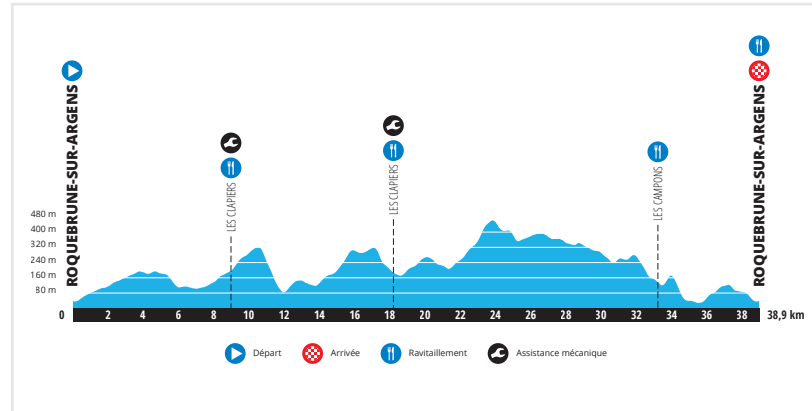 ROQUEBRUNE-SUR-ARGENS
LES CLAPIERS
LES CLAPIERS
LES CAMPONS
ROQUEBRUNE-SUR-ARGENS
480 m
400 m
320 m
240 m
160 m
80 m
0 2 4 6 8 10 12 14 16 18 20 22 24 26 28 30 32 34 36 38 38,9 km
Départ Arrivée Ravitaillement Assistance mécanique